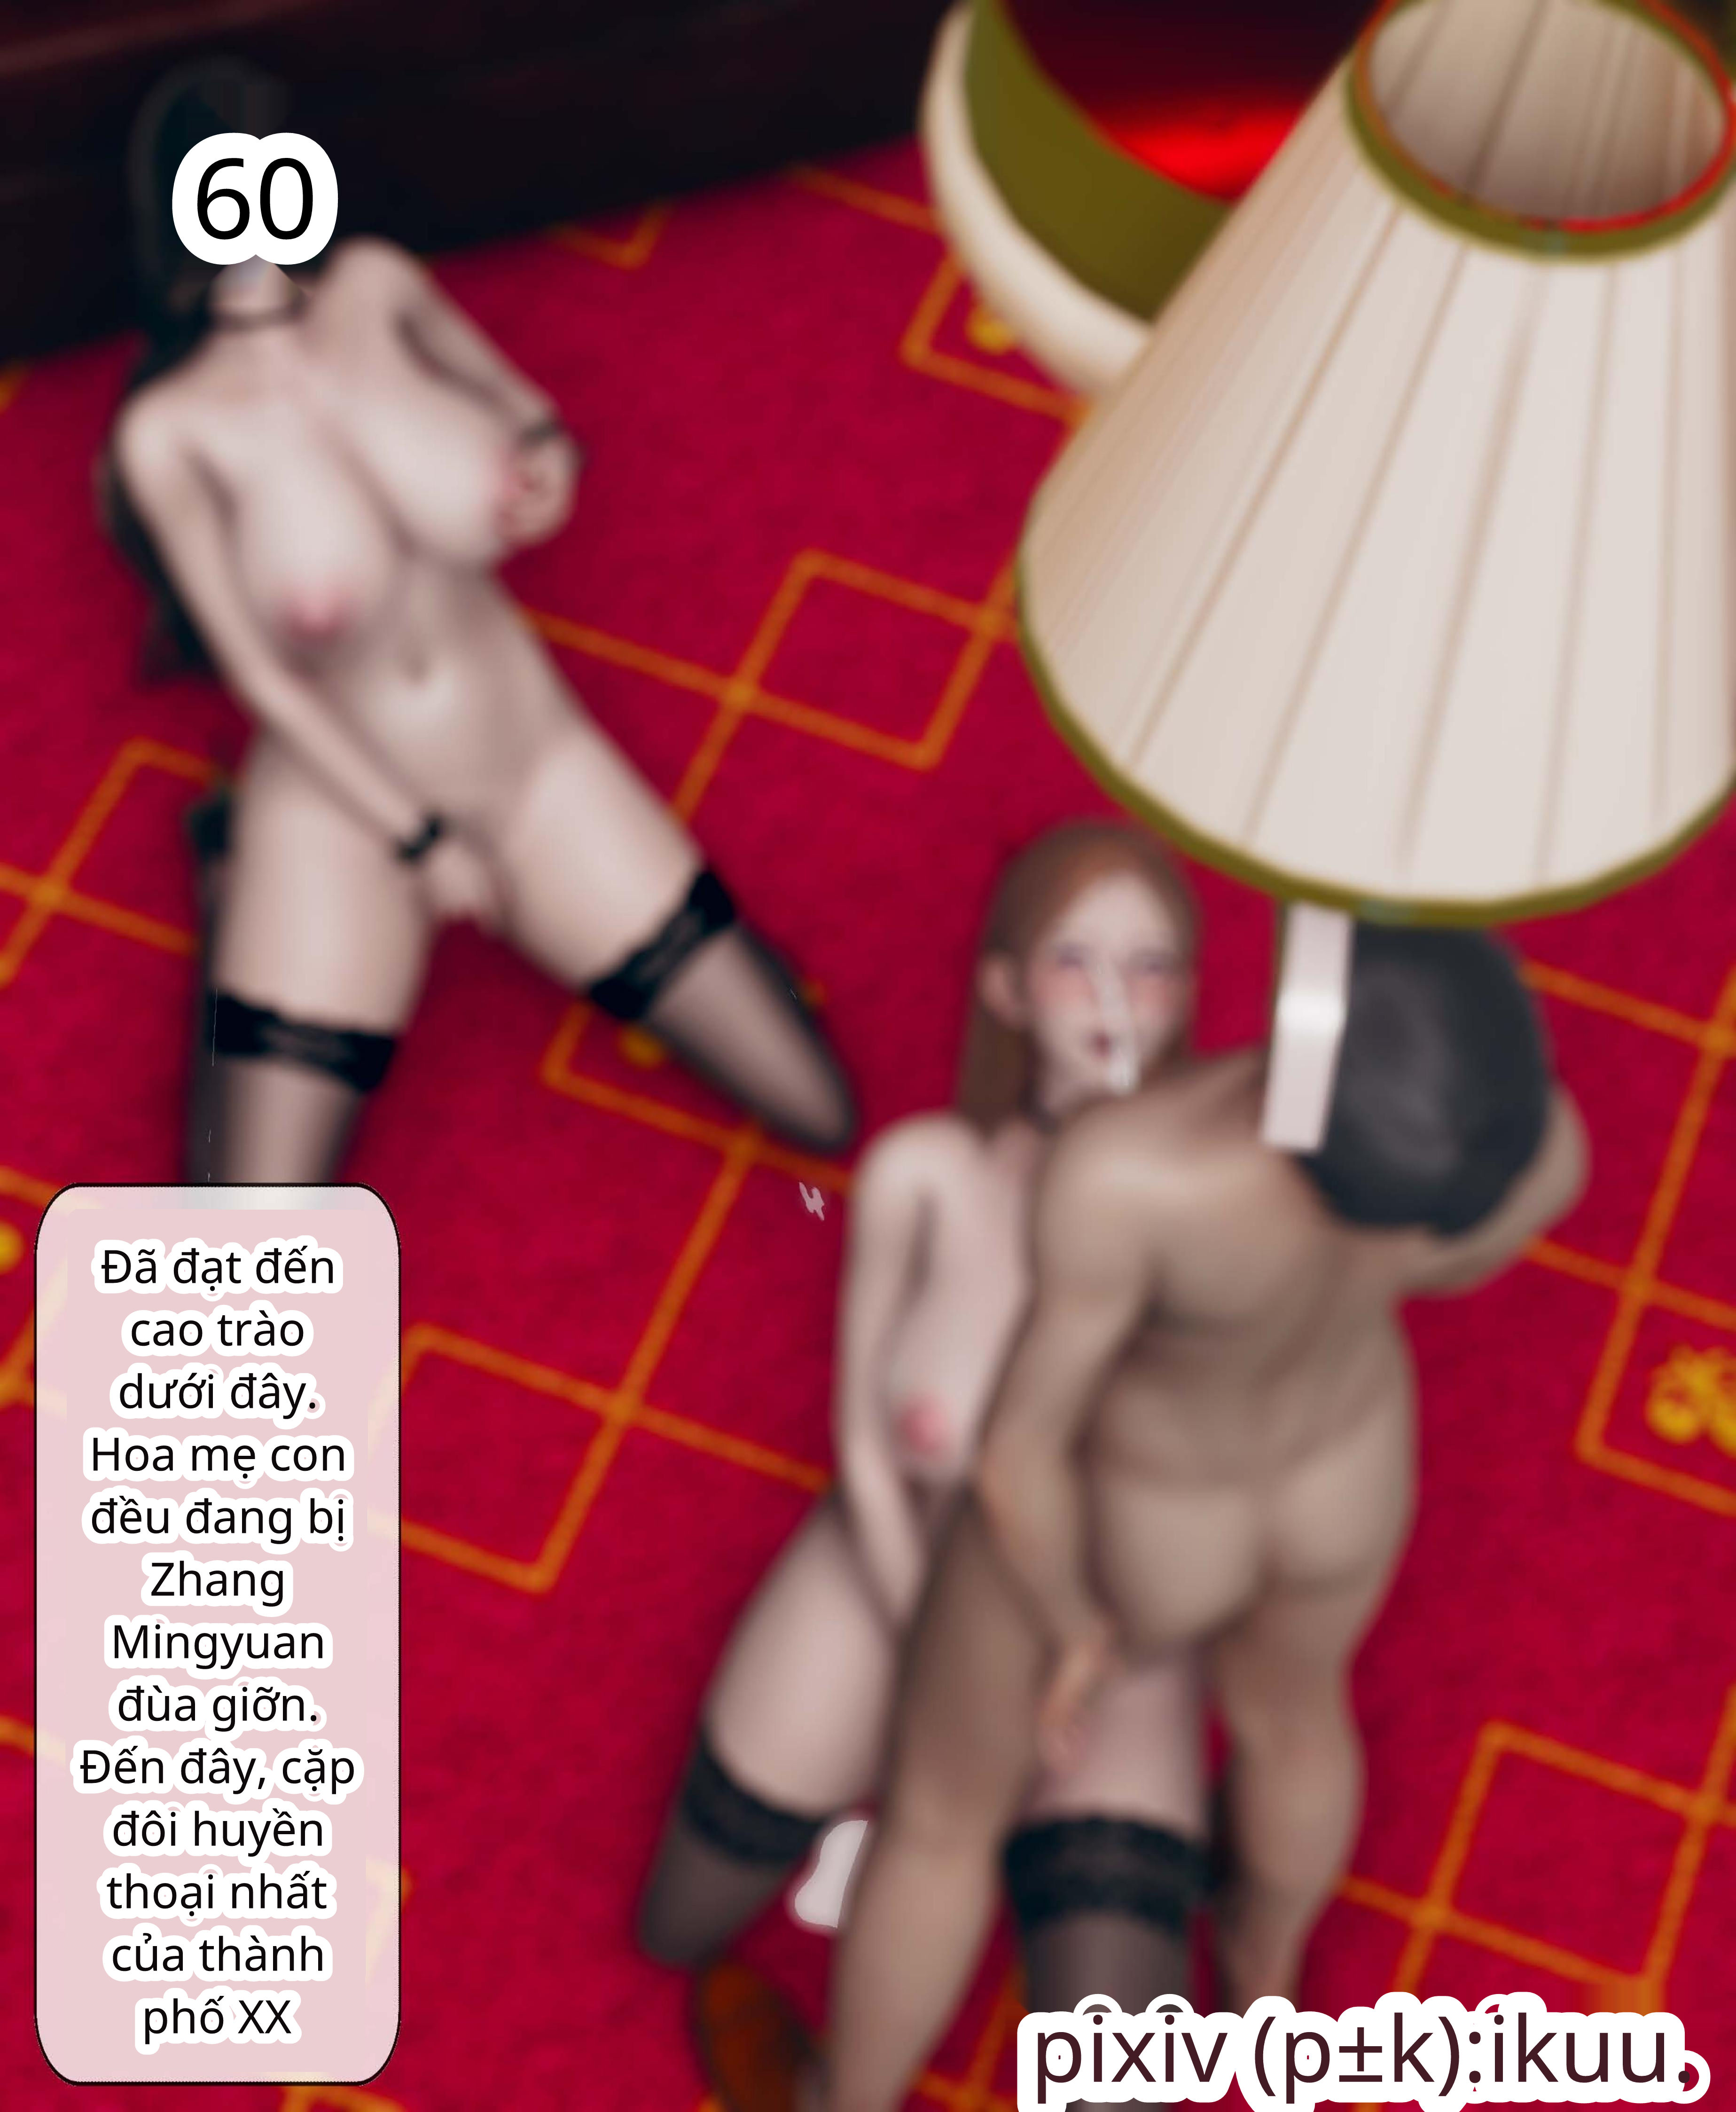 60
Đã đạt đến
cao trào
dưới đây.
Hoa mẹ con
đều đang bị
Zhang
Mingyuan
đùa giỡn.
Đến đây, cặp
đôi huyền
thoại nhất
của thành
phố XX
pixiv (p±k):ikuu.